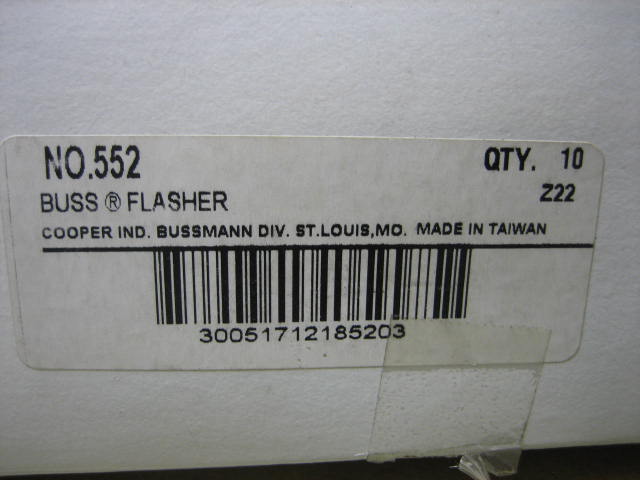 NO.552 QTY. 10
BUSS ® FLASHER Z22
COOPER IND. BUSSMANN DIV. ST.LOUIS,MO. MADE IN TAIWAN
30051712185203